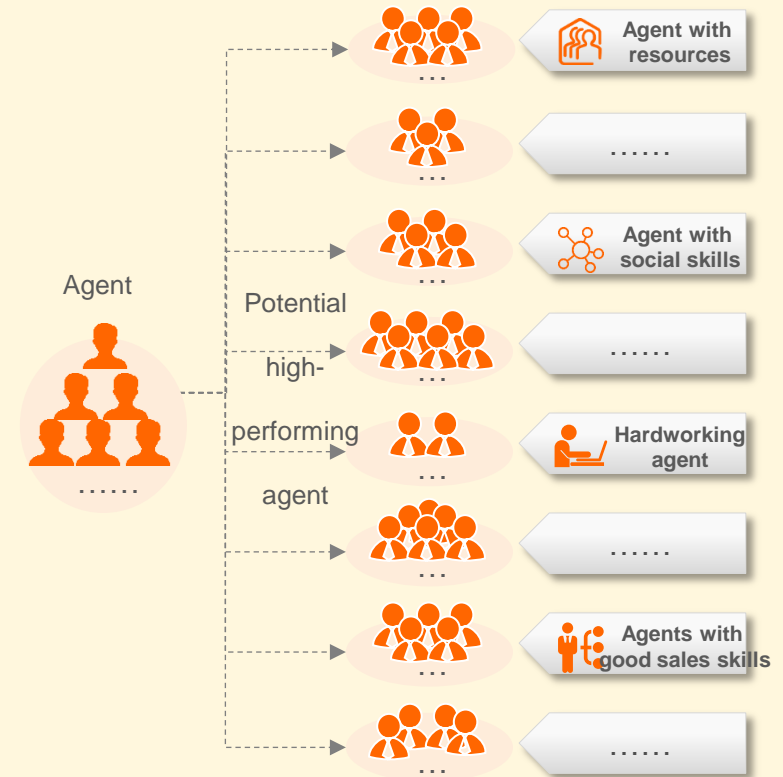 Agent
......
Potential
high-
performing
agent
...
...
...
...
...
...
...
...
Agent with
resources
......
Agent with
social skills
......
Hardworking
agent
......
Agents with
good sales skills
......